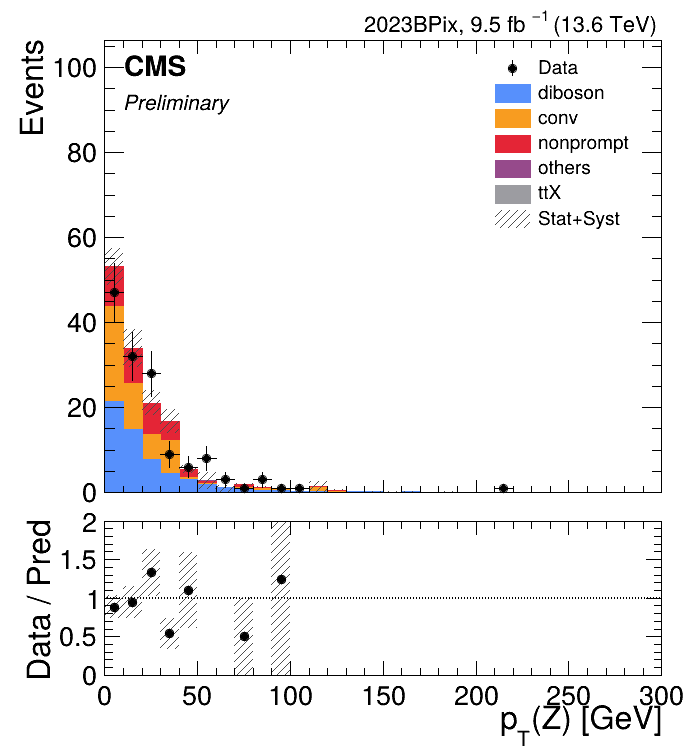 2023BPix, 9.5 fb⁻¹ (13.6 TeV)
Events
CMS
Preliminary
Data
diboson
conv
nonprompt
others
ttX
Stat+Syst
100
80
60
40
20
0
Data / Pred
2
1.5
1
0.5
0
0 50 100 150 200 250 300
p_T(Z) [GeV]